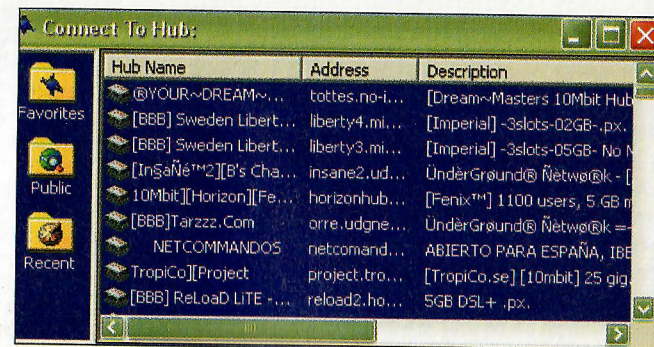 Connect To Hub:
Hub Name Address Description
Favorites
Public
Recent
®YOUR~DREAM~... tottes.no-i... [Dream~Masters 10Mbit Hub
[BBB] Sweden Libert... liberty4.mi... [Imperial] -3slots-02GB-.px.
[BBB] Sweden Libert... liberty3.mi... [Imperial] -3slots-05GB- No
[In§aÑé™2][B's Cha... insane2.ud... ÜndèrGrøund® Ñètwø®k - [
10Mbit][Horizon][Fe... horizonhub... [Fenix™] 1100 users, 5 GB m
[BBB]Tarzzz.Com orre.udgne... ÜndèrGrøund® Ñètwø®k =-
NETCOMMANDOS netcomand... ABIERTO PARA ESPAÑA, IBE
TropiCo][Project project.tro... [TropiCo.se] [10mbit] 25 gig.
[BBB] ReLoaD LiTE -... reload2.ho... 5GB DSL+ .px.